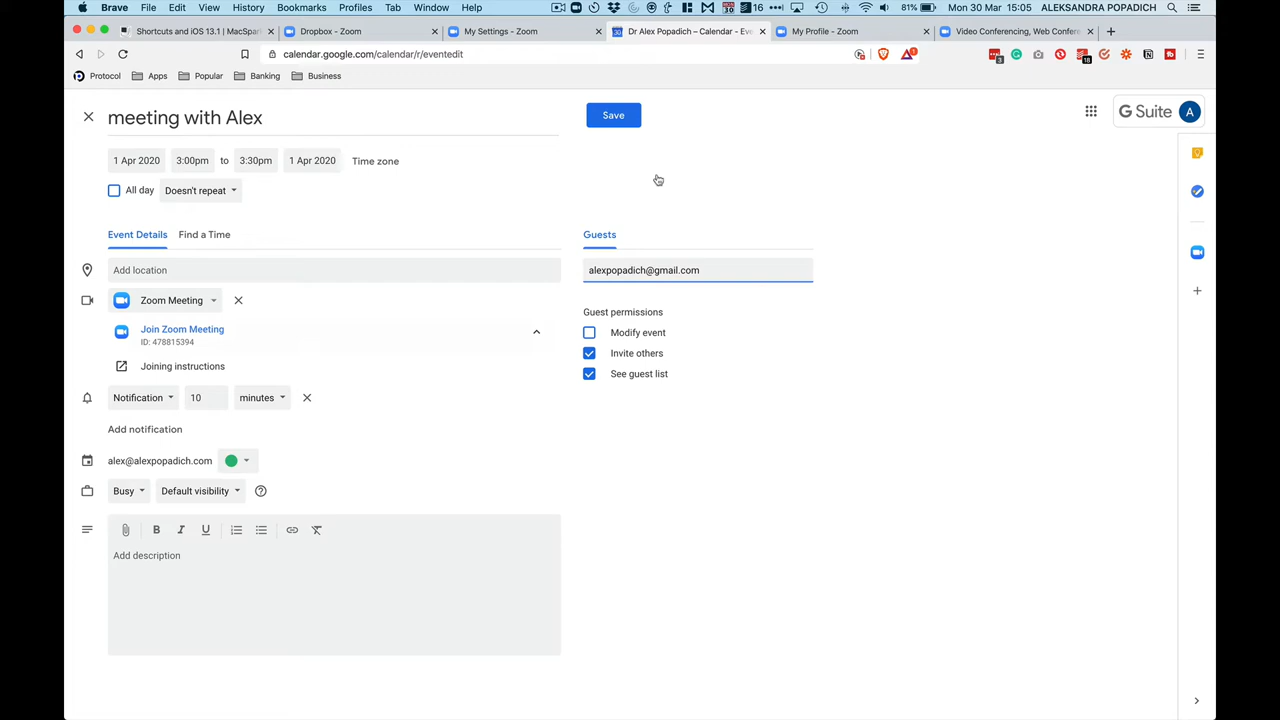 Brave File Edit View History Bookmarks Profiles Tab Window Help 16 81% Mon 30 Mar 15:05 ALEKSANDRA POPADICH
Shortcuts and iOS 13.1 | MacSpar Dropbox - Zoom My Settings - Zoom Dr Alex Popadich – Calendar - Eve My Profile - Zoom Video Conferencing, Web Confere
calendar.google.com/calendar/r/eventedit
Protocol Apps Popular Banking Business
meeting with Alex
Save
G Suite A
1 Apr 2020 3:00pm to 3:30pm 1 Apr 2020 Time zone
All day Doesn't repeat
Event Details Find a Time
Guests
Add location
alexpopadich@gmail.com
Zoom Meeting
Guest permissions
Join Zoom Meeting
Modify event
ID: 478815394
Invite others
Joining instructions
See guest list
Notification 10 minutes
Add notification
alex@alexpopadich.com
Busy Default visibility
B I U
Add description